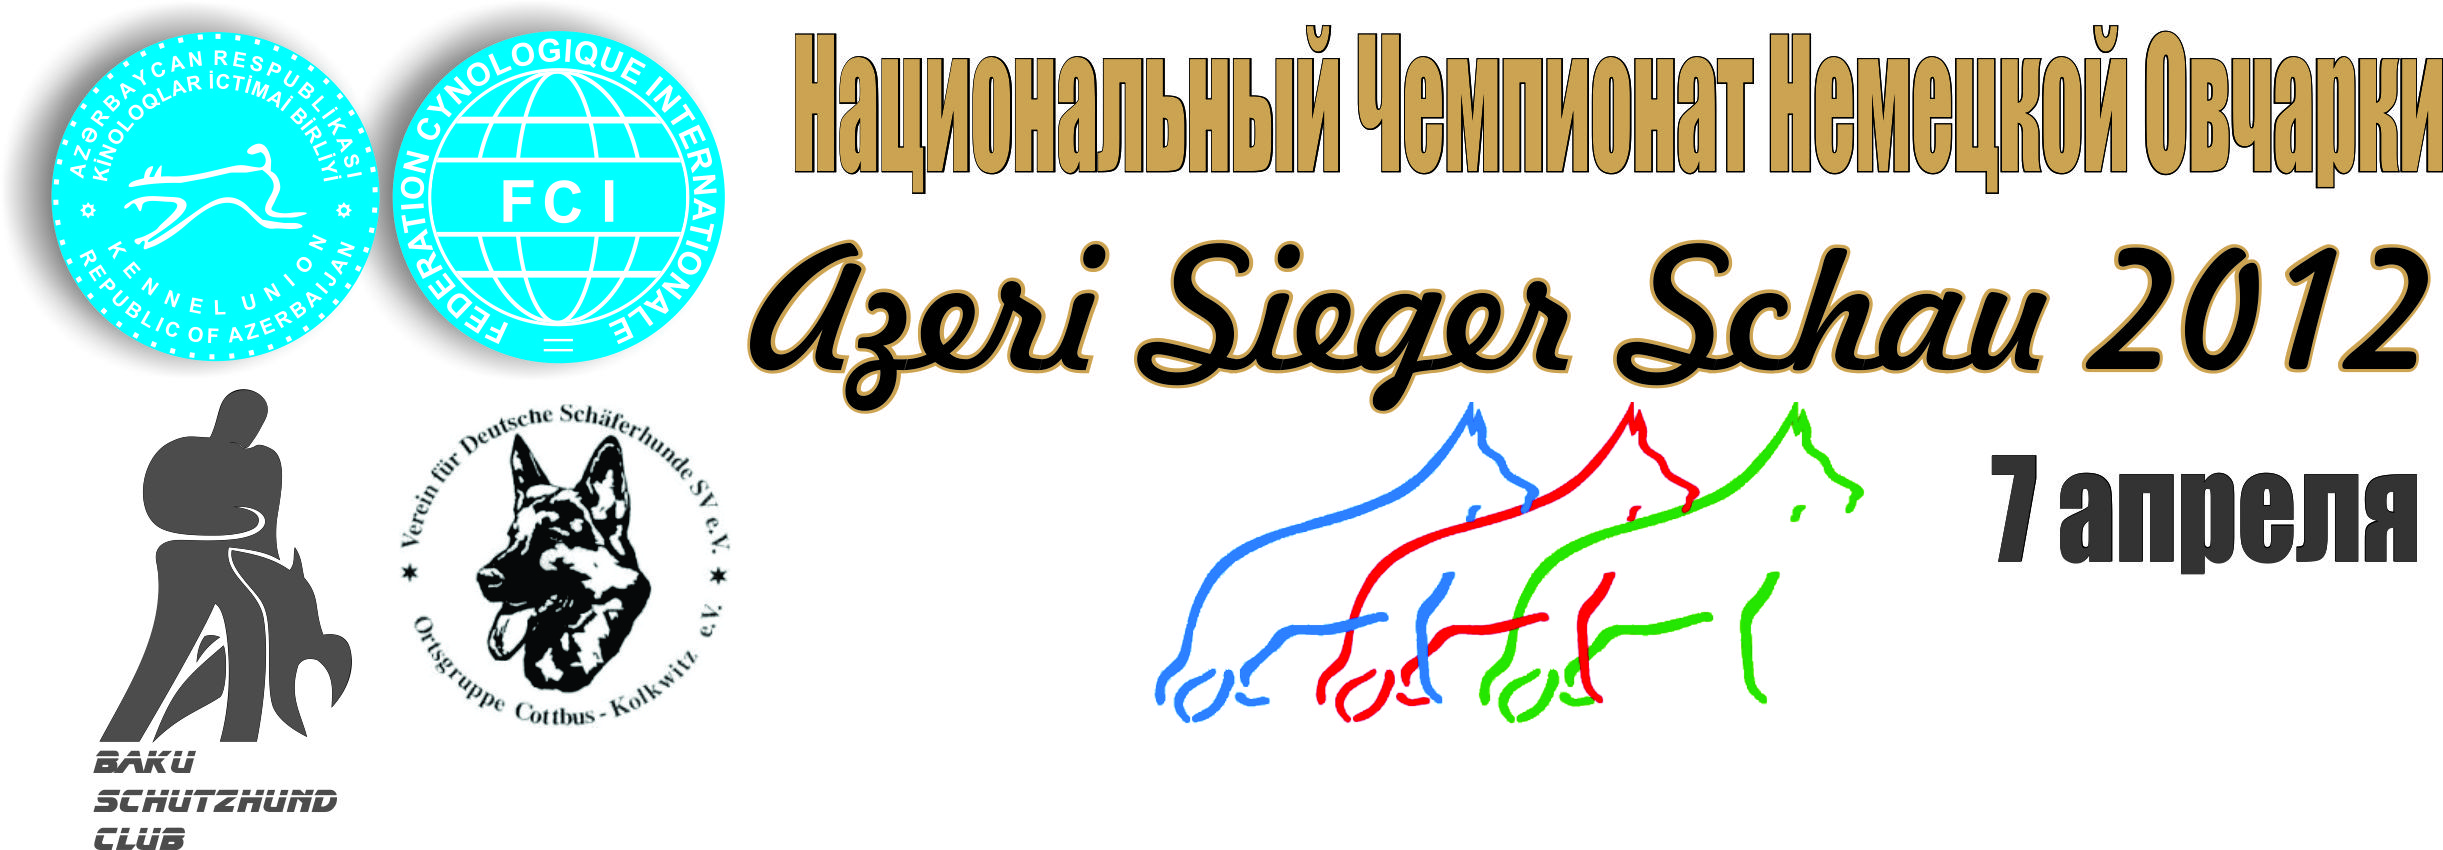 AZƏRBAYCAN RESPUBLİKASI
KİNOLOQLAR İCTİMAİ BİRLİYİ
KENNEL UNION
REPUBLIC OF AZERBAIJAN
FEDERATION CYNOLOGIQUE INTERNATIONALE
FCI
Национальный Чемпионат Немецкой Овчарки
Azeri Sieger Schau 2012
7 апреля
Verein für Deutsche Schäferhunde SV e.V.
Ortsgruppe Cottbus - Kolkwitz e.V.
BAKU
SCHUTZHUND
CLUB